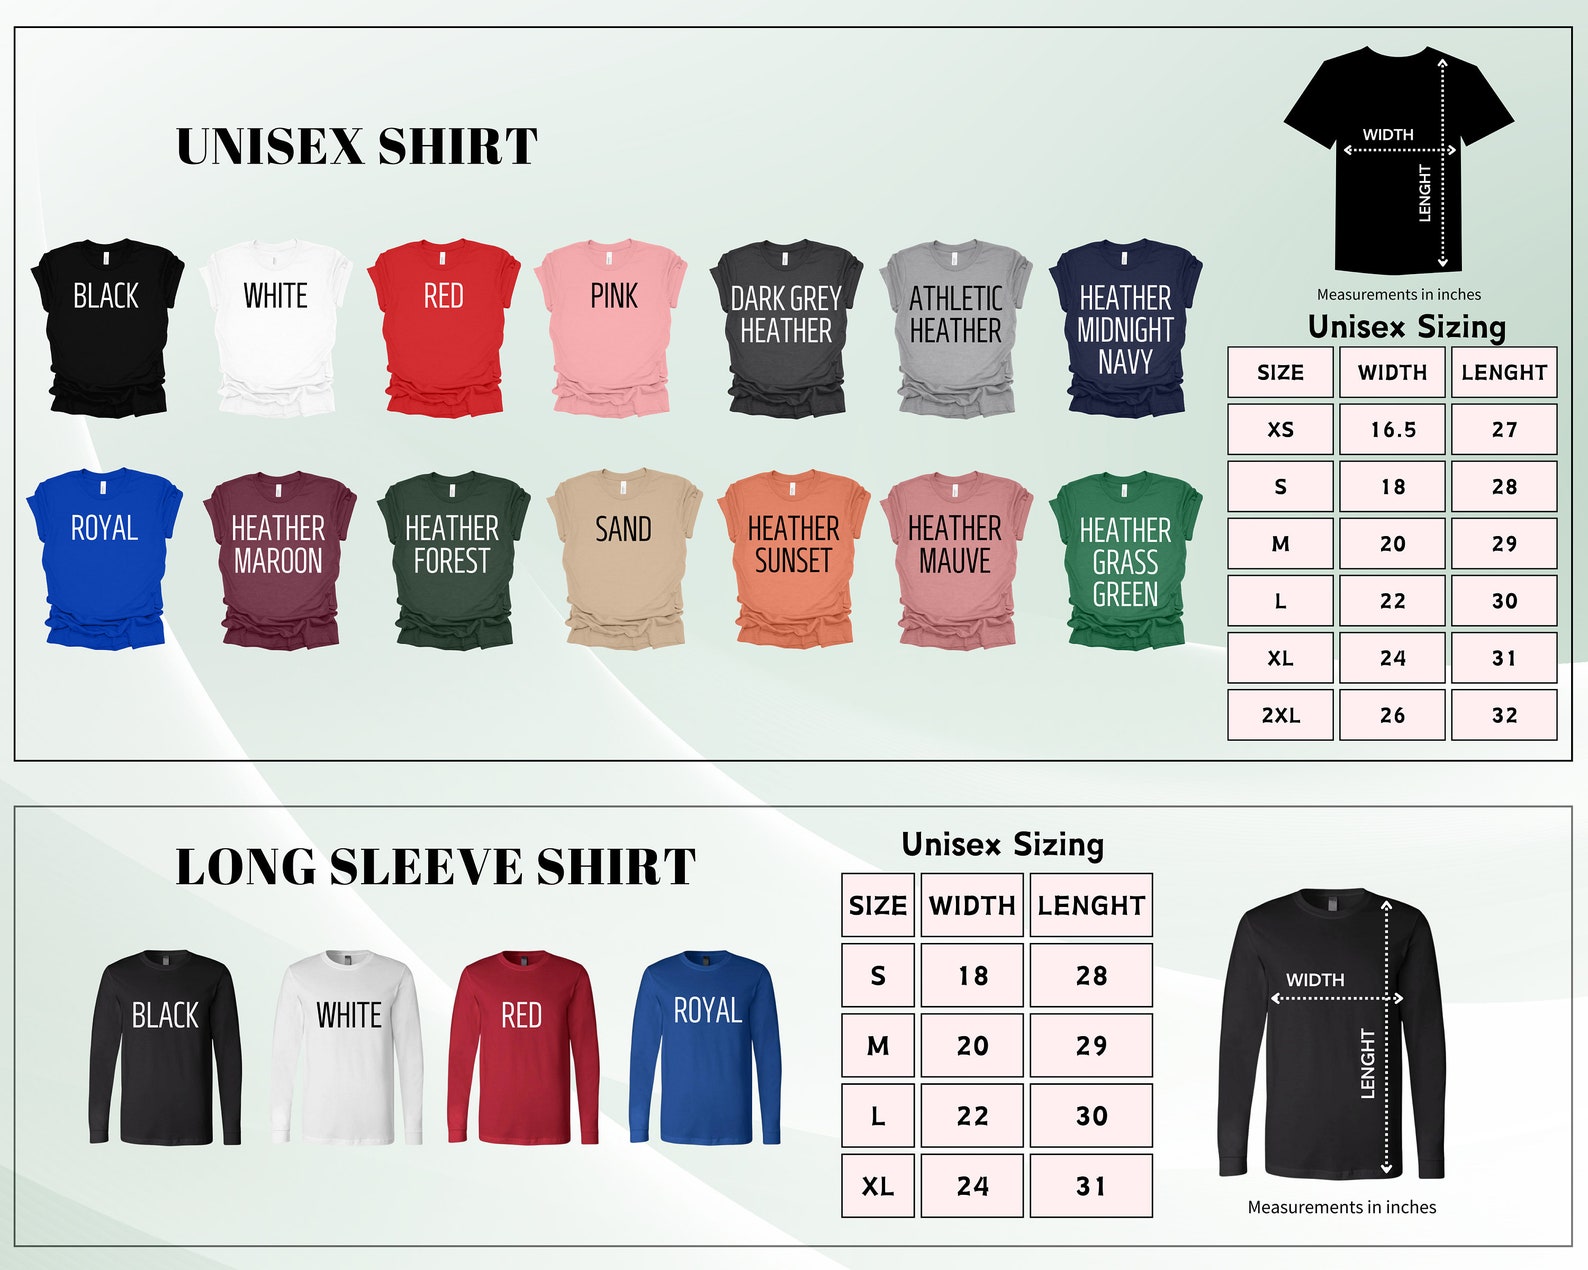 UNISEX SHIRT
BLACK
WHITE
RED
PINK
DARK GREY
HEATHER
ATHLETIC
HEATHER
HEATHER
MIDNIGHT
NAVY
ROYAL
HEATHER
MAROON
HEATHER
FOREST
SAND
HEATHER
SUNSET
HEATHER
MAUVE
HEATHER
GRASS
GREEN
WIDTH
LENGHT
Measurements in inches
Unisex Sizing
SIZE WIDTH LENGHT
XS 16.5 27
S 18 28
M 20 29
L 22 30
XL 24 31
2XL 26 32
LONG SLEEVE SHIRT
BLACK
WHITE
RED
ROYAL
Unisex Sizing
SIZE WIDTH LENGHT
S 18 28
M 20 29
L 22 30
XL 24 31
WIDTH
LENGHT
Measurements in inches